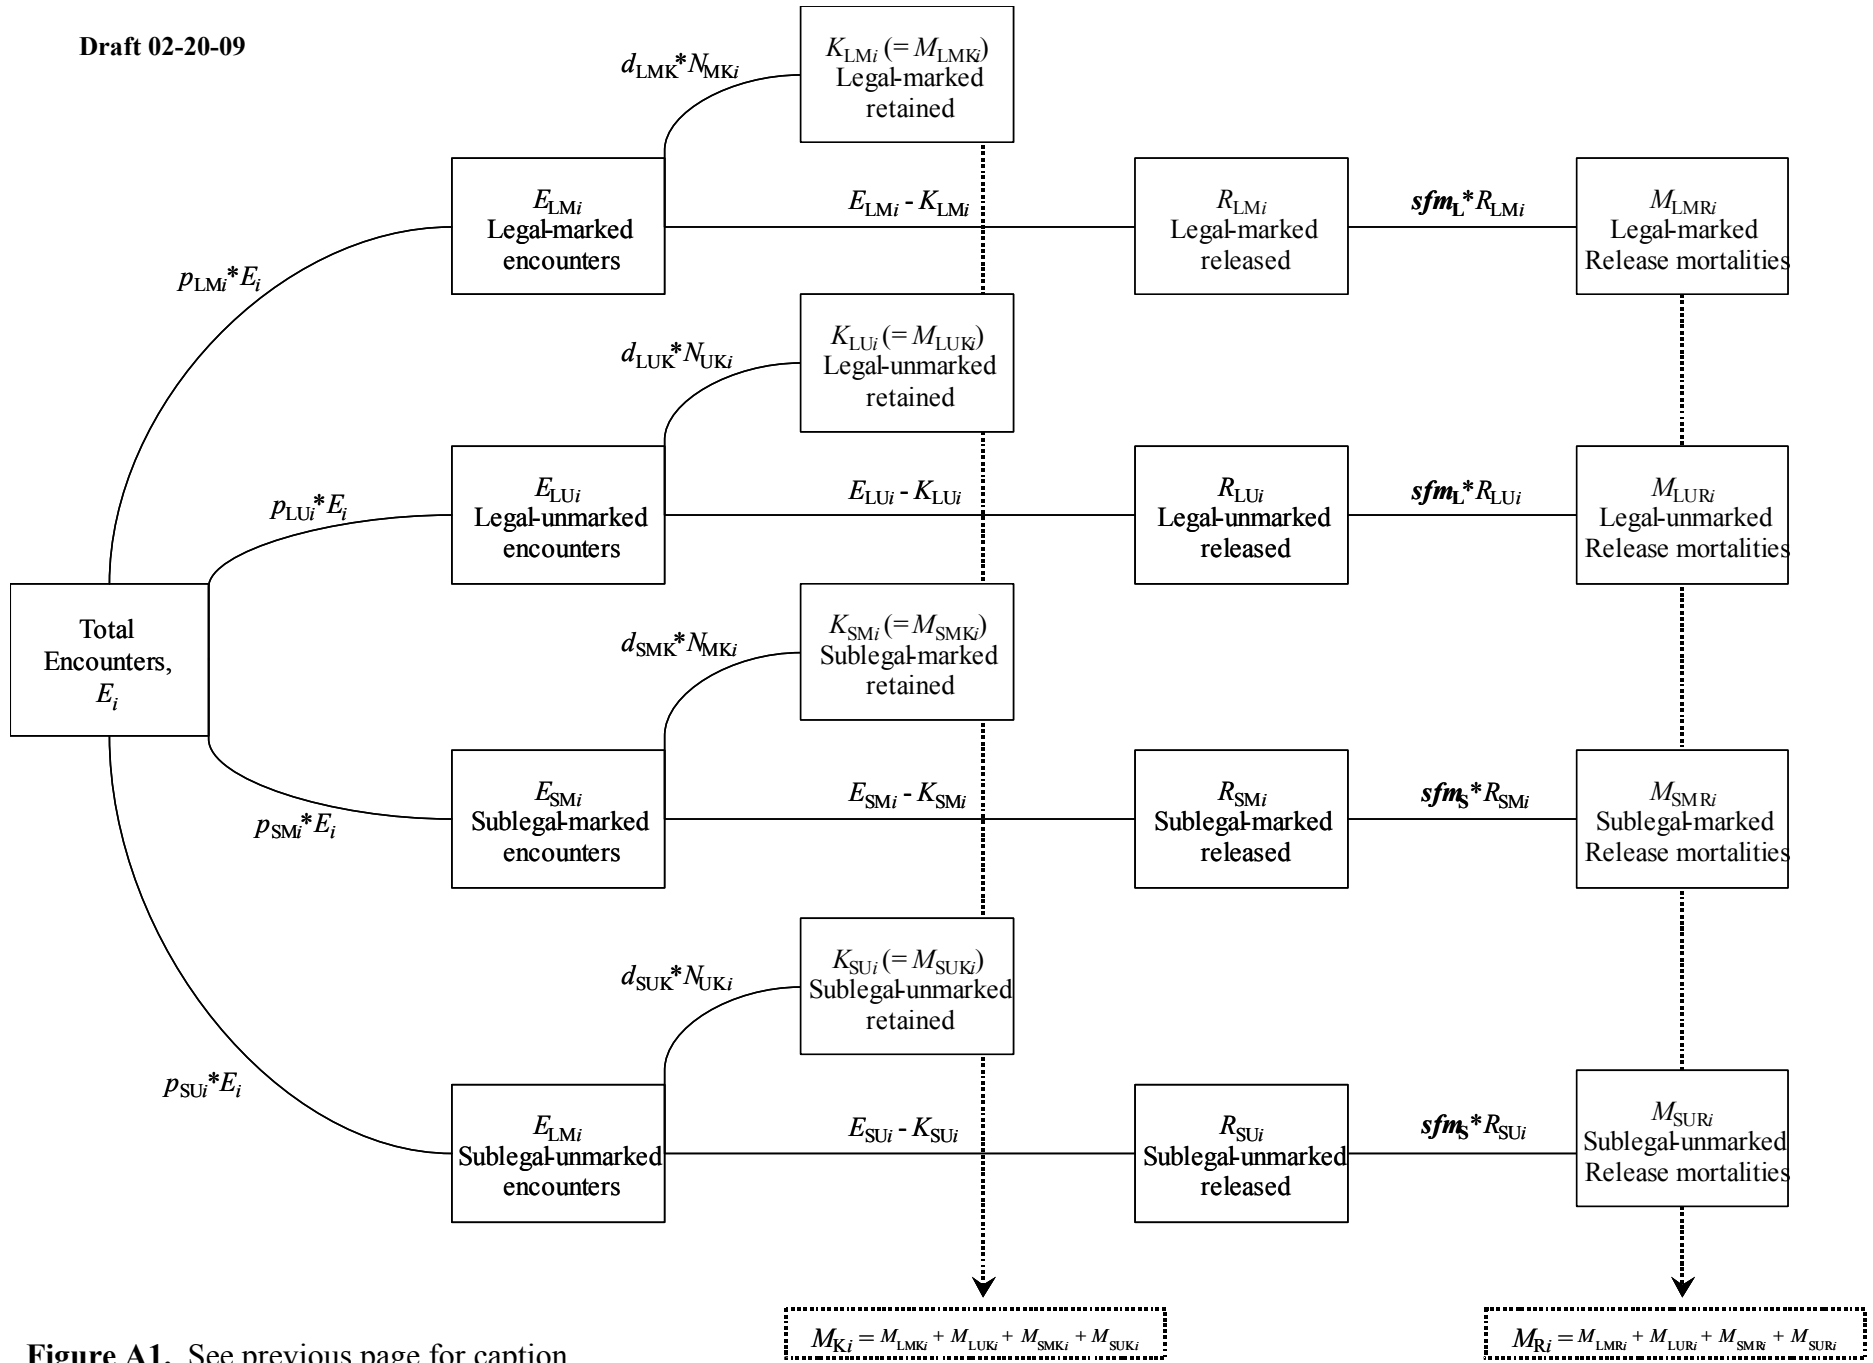 Draft 02-20-09
d_LMK*N_MKi
K_LMi (= M_LMKi)
Legal-marked
retained
E_LMi
Legal-marked
encounters
E_LMi - K_LMi
R_LMi
Legal-marked
released
sfm_L*R_LMi
M_LMRi
Legal-marked
Release mortalities
p_LMi*E_i
d_LUK*N_UKi
K_LUi (= M_LUKi)
Legal-unmarked
retained
p_LUi*E_i
E_LUi
Legal-unmarked
encounters
E_LUi - K_LUi
R_LUi
Legal-unmarked
released
sfm_L*R_LUi
M_LURi
Legal-unmarked
Release mortalities
Total
Encounters,
E_i
d_SMK*N_MKi
K_SMi (= M_SMKi)
Sublegal-marked
retained
p_SMi*E_i
E_SMi
Sublegal-marked
encounters
E_SMi - K_SMi
R_SMi
Sublegal-marked
released
sfm_S*R_SMi
M_SMRi
Sublegal-marked
Release mortalities
d_SUK*N_UKi
K_SUi (= M_SUKi)
Sublegal-unmarked
retained
p_SUi*E_i
E_LMi
Sublegal-unmarked
encounters
E_SUi - K_SUi
R_SUi
Sublegal-unmarked
released
sfm_S*R_SUi
M_SURi
Sublegal-unmarked
Release mortalities
M_Ki = M_LMKi + M_LUKi + M_SMKi + M_SUKi
M_Ri = M_LMRi + M_LURi + M_SMRi + M_SURi
Figure A1. See previous page for caption